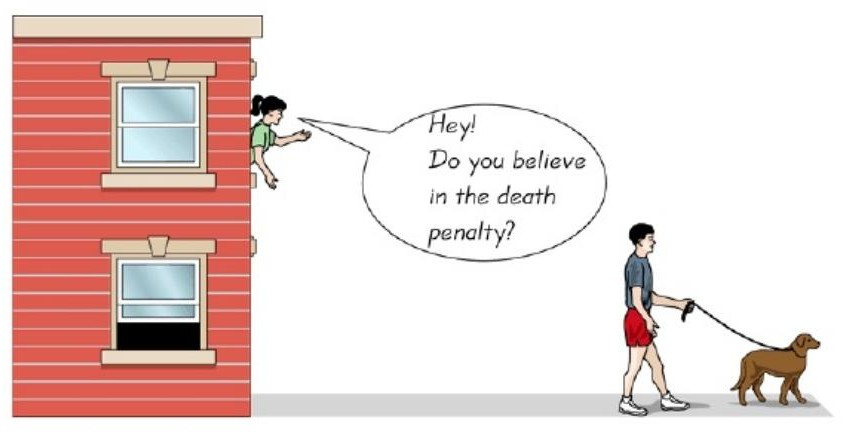 Hey!
Do you believe
in the death
penalty?